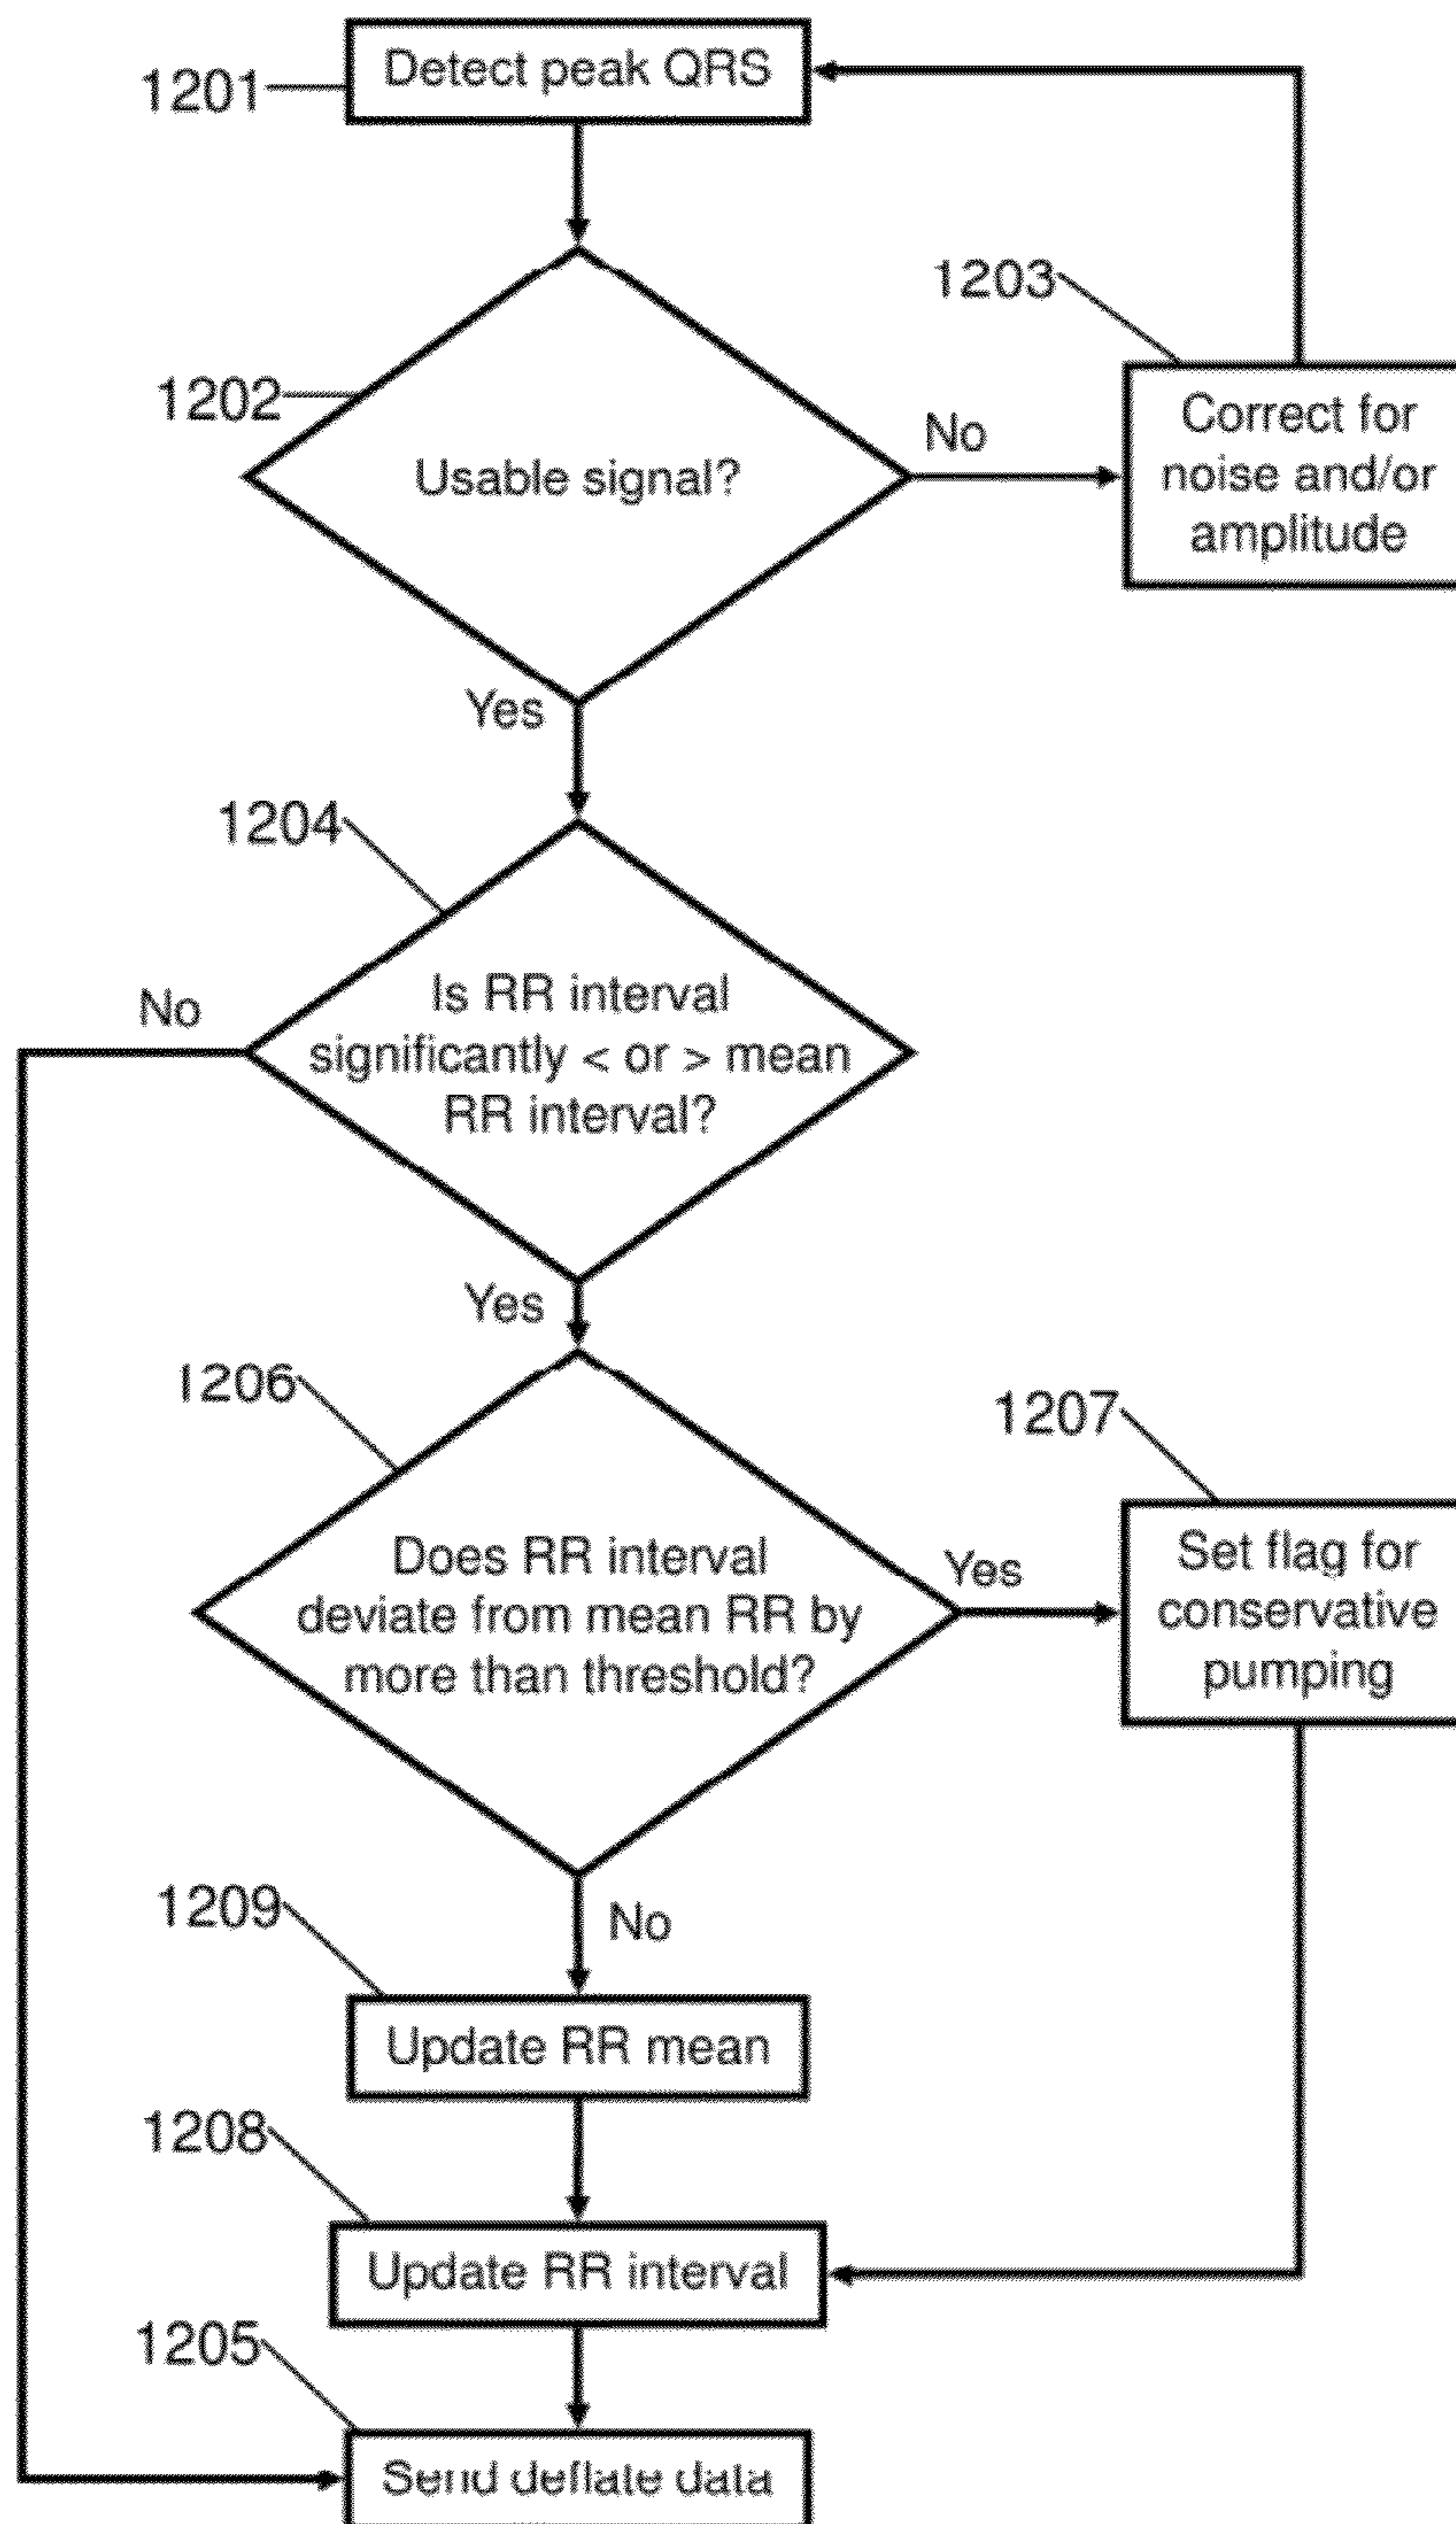 1201
Detect peak QRS
1202
Usable signal?
No
1203
Correct for
noise and/or
amplitude
Yes
1204
No
Is RR interval
significantly < or > mean
RR interval?
Yes
1206
Does RR interval
deviate from mean RR by
more than threshold?
Yes
1207
Set flag for
conservative
pumping
No
1209
Update RR mean
1208
Update RR interval
1205
Send deflate data